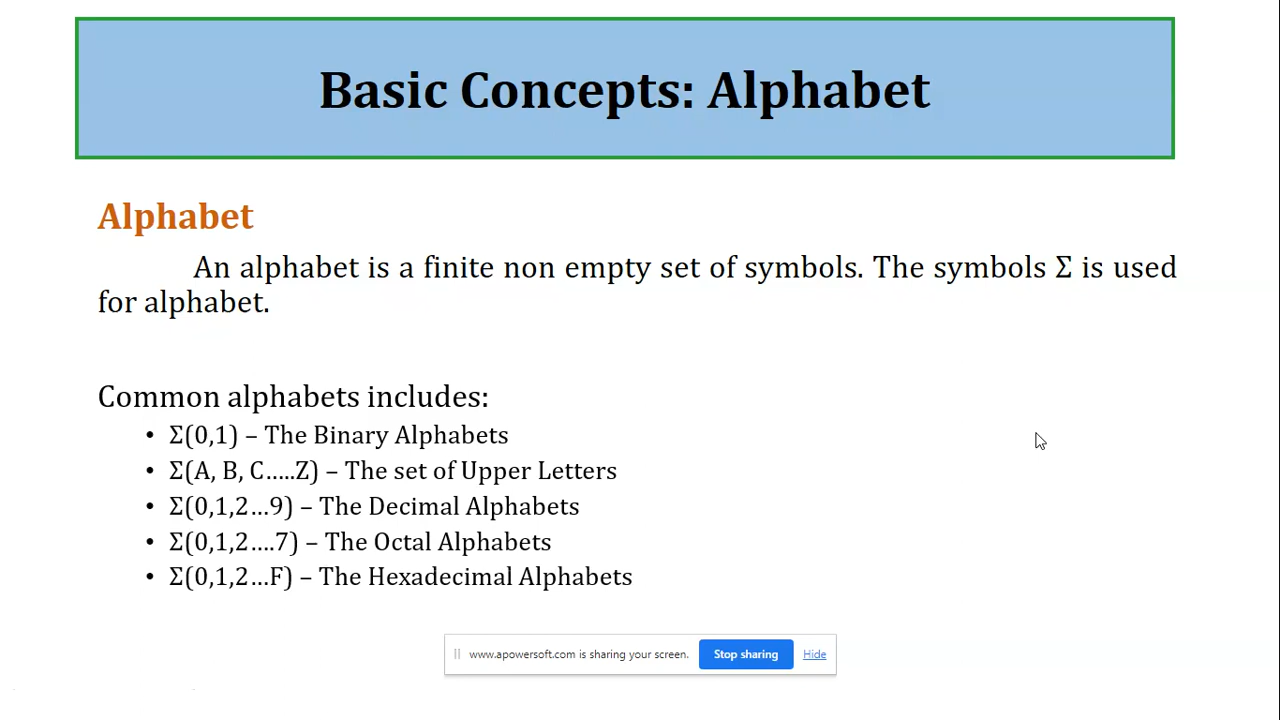 Basic Concepts: Alphabet
Alphabet
An alphabet is a finite non empty set of symbols. The symbols Σ is used
for alphabet.
Common alphabets includes:
• Σ(0,1) – The Binary Alphabets
• Σ(A, B, C.....Z) – The set of Upper Letters
• Σ(0,1,2...9) – The Decimal Alphabets
• Σ(0,1,2....7) – The Octal Alphabets
• Σ(0,1,2...F) – The Hexadecimal Alphabets
www.apowersoft.com is sharing your screen. Stop sharing Hide